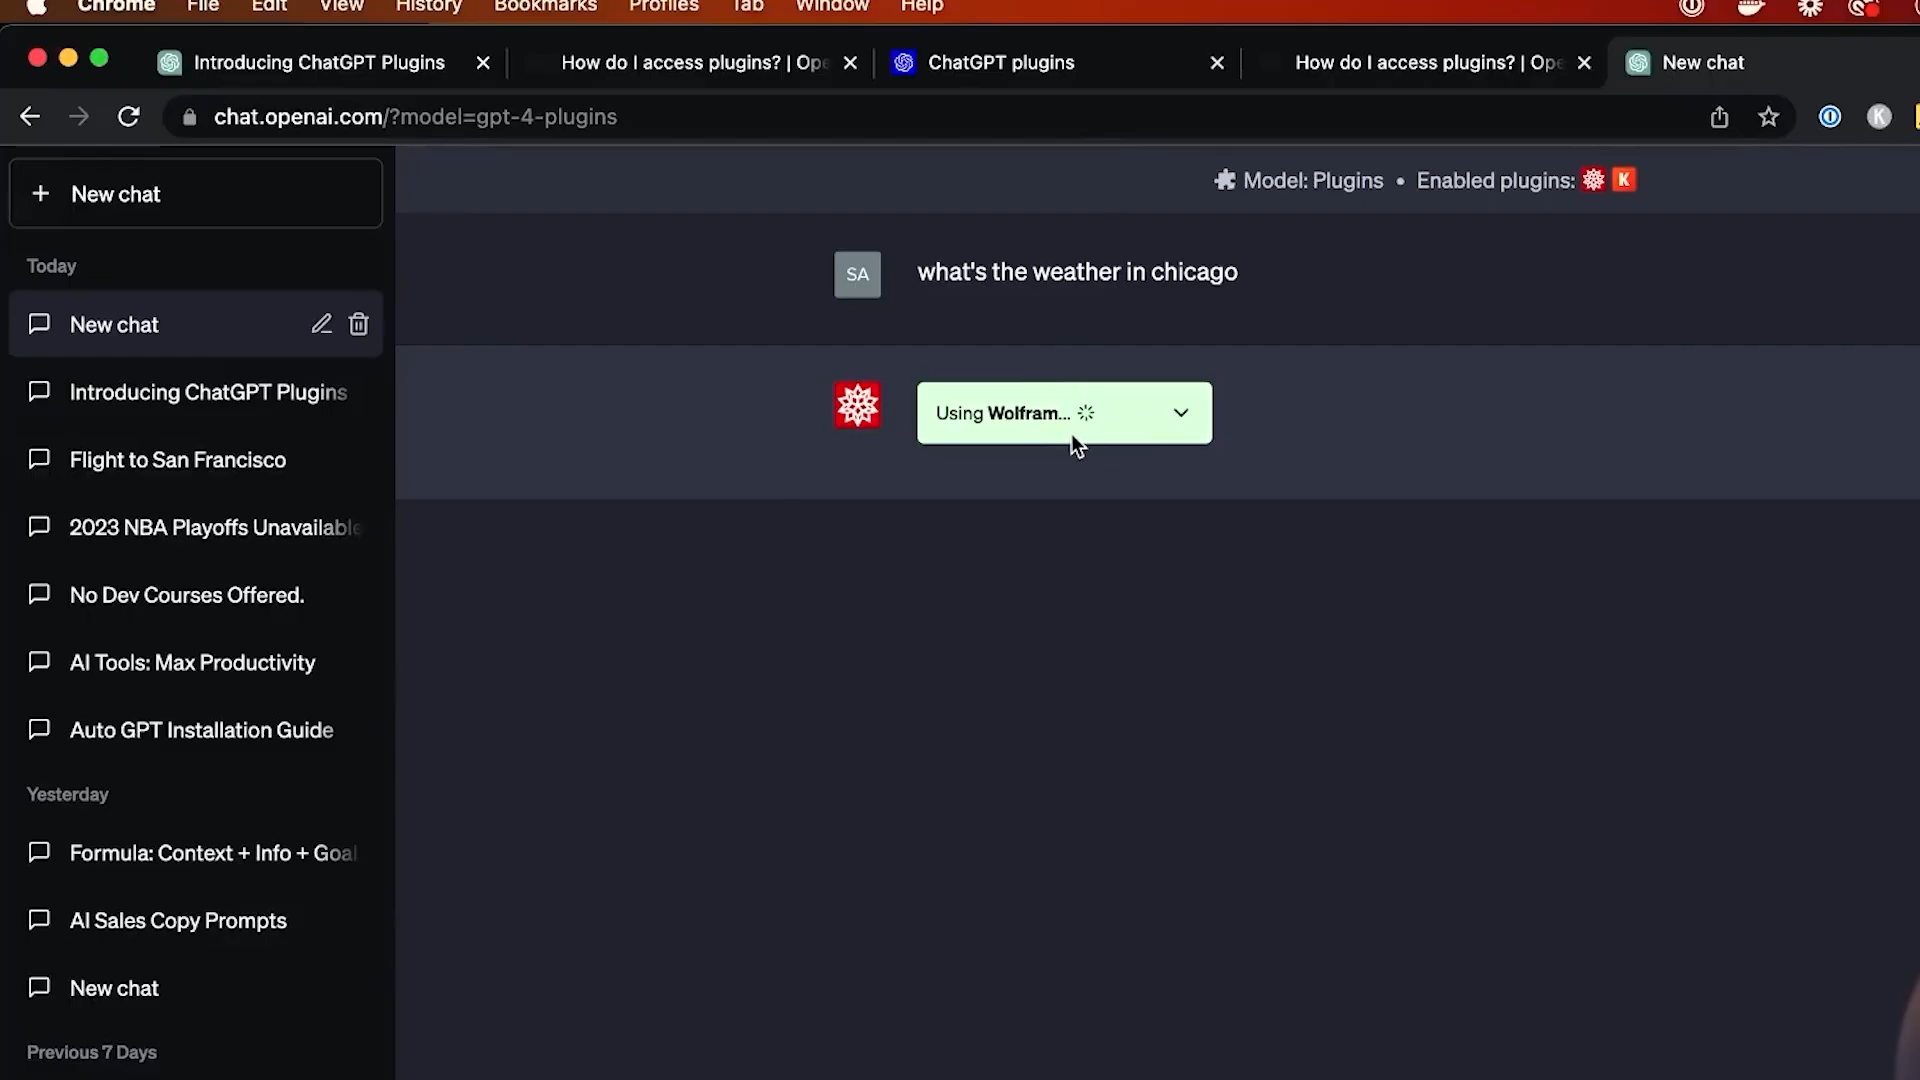 Chrome File Edit View History Bookmarks Profiles Tab Window Help
Introducing ChatGPT Plugins
How do I access plugins? | Ope
ChatGPT plugins
How do I access plugins? | Ope
New chat
chat.openai.com/?model=gpt-4-plugins
K
New chat
Today
New chat
Introducing ChatGPT Plugins
Flight to San Francisco
2023 NBA Playoffs Unavailable
No Dev Courses Offered.
AI Tools: Max Productivity
Auto GPT Installation Guide
Yesterday
Formula: Context + Info + Goal
AI Sales Copy Prompts
New chat
Previous 7 Days
Model: Plugins • Enabled plugins: K
SA
what's the weather in chicago
Using Wolfram...